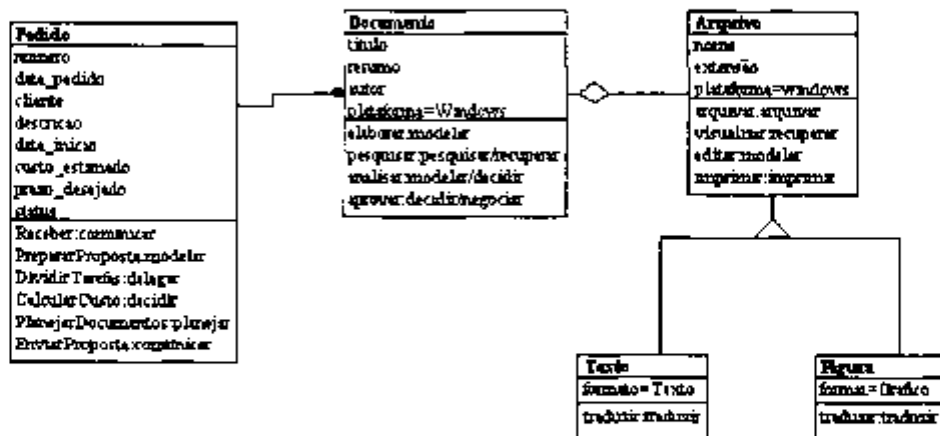 Pedido
numero
data_pedido
cliente
descricao
data_inicio
custo_estimado
prazo_desejado
status_
Receber:comunicar
PrepararProposta:modelar
DividirTarefas:delegar
CalcularCusto:decidir
PlanejarDocumentos:planejar
EnviarProposta:comunicar
Documento
titulo
resumo
autor
plataforma=Windows
elaborar:modelar
pesquisar:pesquisar/recuperar
analisar:modelar/decidir
aprovar:decidir/negociar
Arquivo
nome
extensão
plataforma=windows
arquivar:arquivar
visualizar:recuperar
editar:modelar
imprimir:imprimir
Texto
formato=Texto
traduzir:traduzir
Figura
format=Grafico
traduzir:traduzir